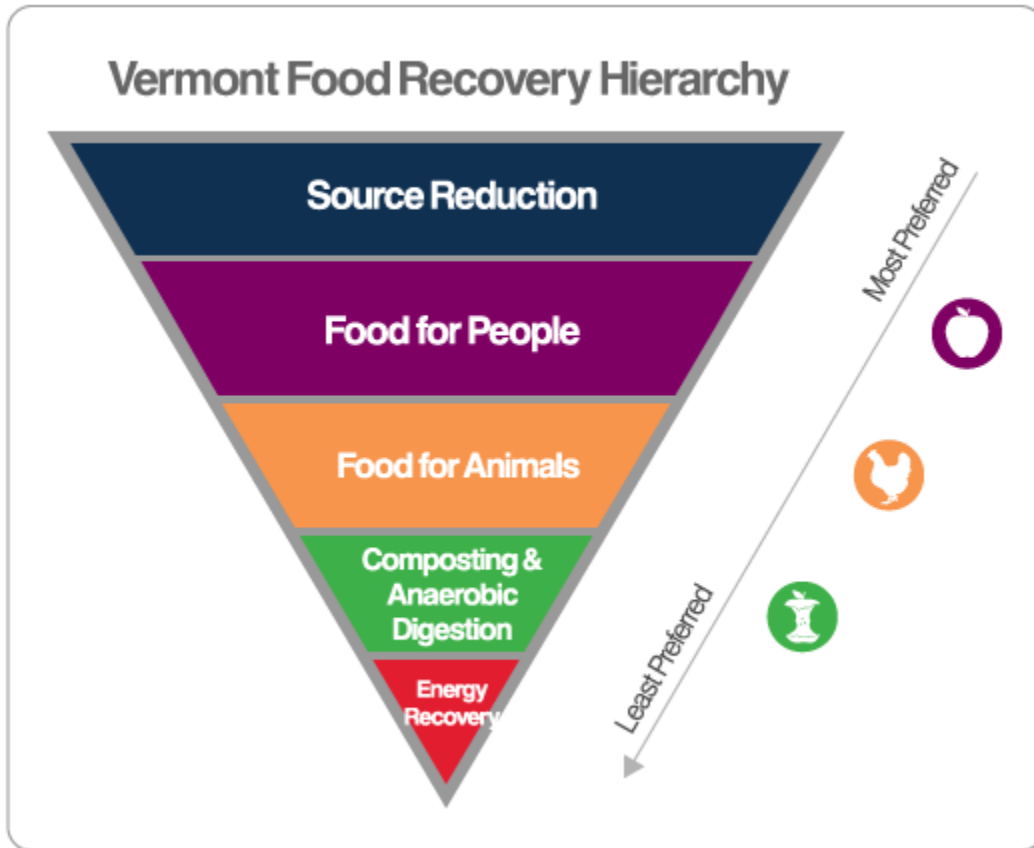 Vermont Food Recovery Hierarchy
Source Reduction
Most Preferred
Food for People
Food for Animals
Composting &
Anaerobic
Digestion
Least Preferred
Energy
Recovery